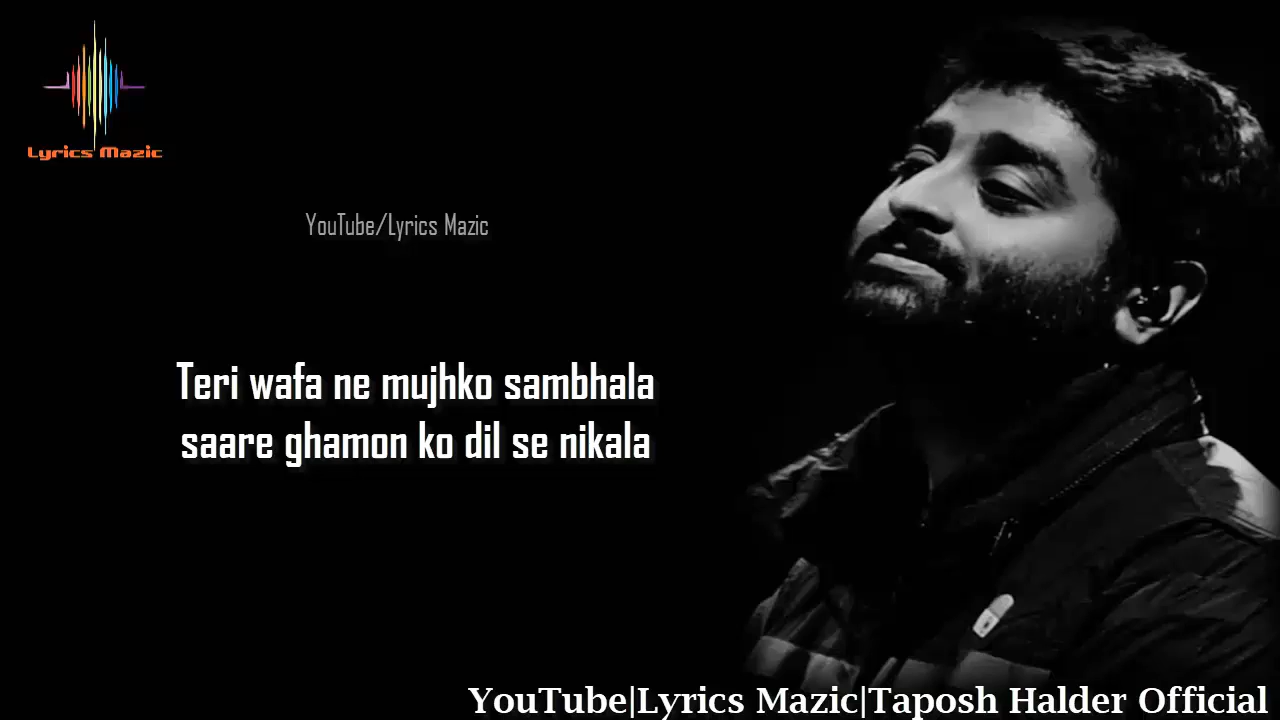 Lyrics Mazic
YouTube/Lyrics Mazic
Teri wafa ne mujhko sambhala
saare ghamon ko dil se nikala
YouTube|Lyrics Mazic|Taposh Halder Official